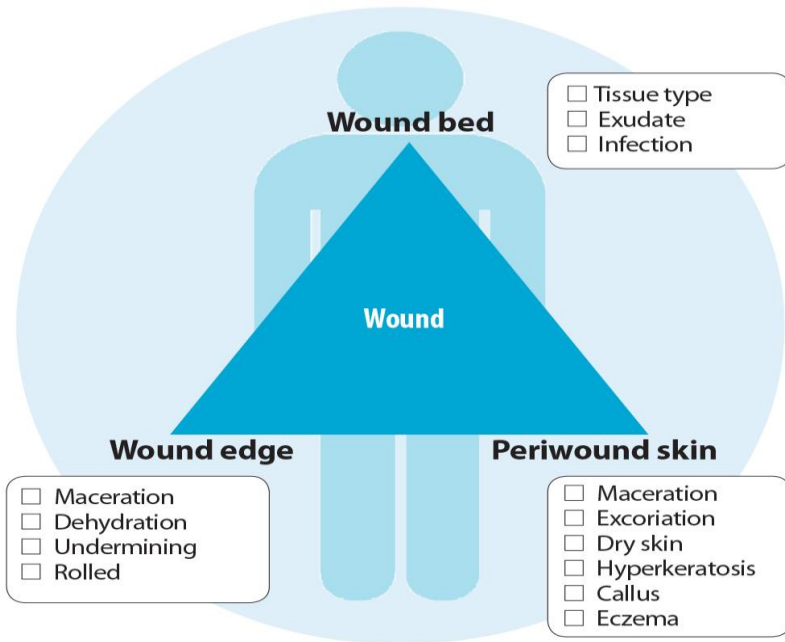 Wound bed
☐ Tissue type
☐ Exudate
☐ Infection
Wound
Wound edge
☐ Maceration
☐ Dehydration
☐ Undermining
☐ Rolled
Periwound skin
☐ Maceration
☐ Excoriation
☐ Dry skin
☐ Hyperkeratosis
☐ Callus
☐ Eczema